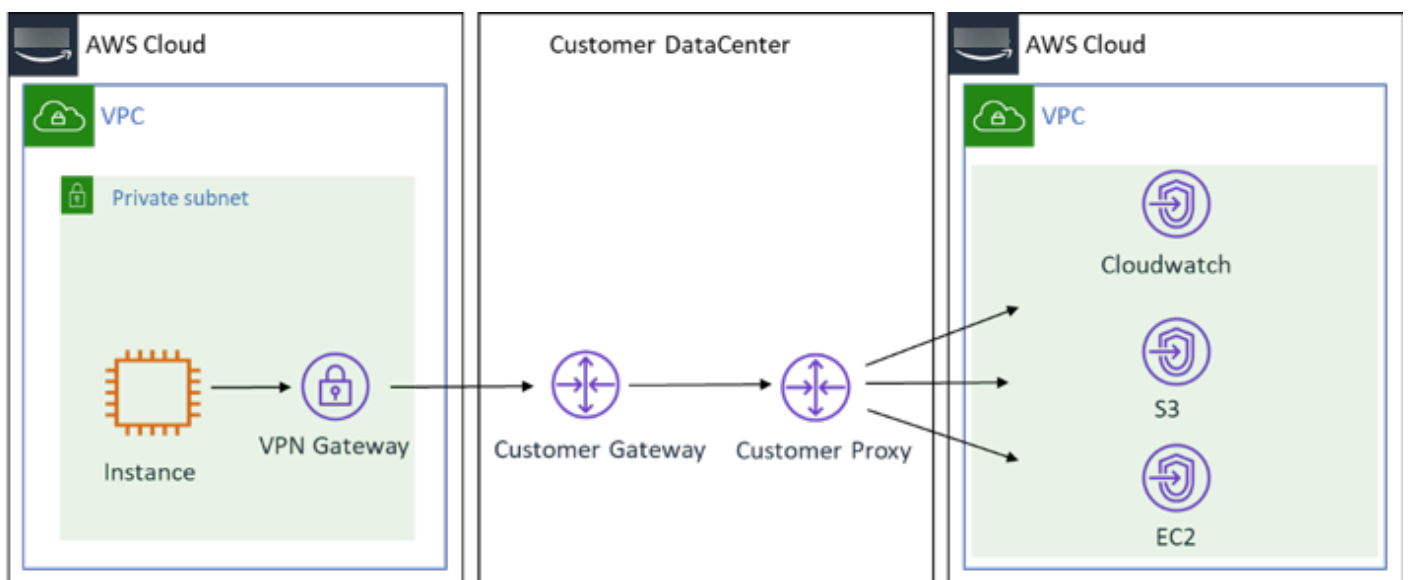 AWS Cloud
VPC
Private subnet
Instance
VPN Gateway
Customer DataCenter
Customer Gateway
Customer Proxy
AWS Cloud
VPC
Cloudwatch
S3
EC2